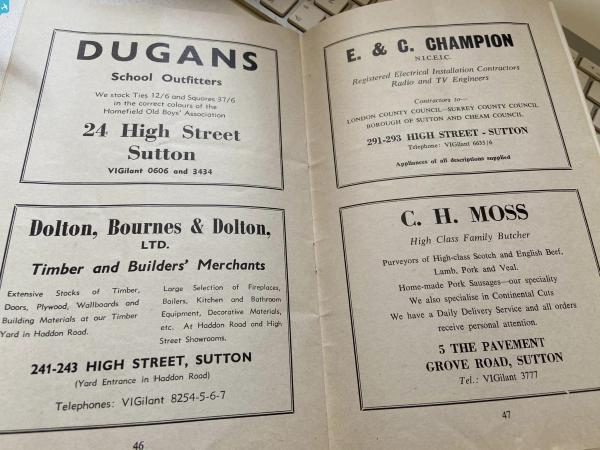 DUGANS
School Outfitters
We stock Ties 12/6 and Squares 37/6
in the correct colours of the
Homefield Old Boys' Association
24 High Street
Sutton
VIGilant 0606 and 3434
Dolton, Bournes & Dolton,
LTD.
Timber and Builders' Merchants
Extensive Stocks of Timber,
Doors, Plywood, Wallboards and
Building Materials at our Timber
Yard in Haddon Road.
Large Selection of Fireplaces,
Boilers, Kitchen and Bathroom
Equipment, Decorative Materials,
etc. At Haddon Road and High
Street Showrooms.
241-243 HIGH STREET, SUTTON
(Yard Entrance in Haddon Road)
Telephones: VIGilant 8254-5-6-7
46
E. & C. CHAMPION
N.I.C.E.I.C.
Registered Electrical Installation Contractors
Radio and TV Engineers
Contractors to—
LONDON COUNTY COUNCIL—SURREY COUNTY COUNCIL
BOROUGH OF SUTTON AND CHEAM COUNCIL
291-293 HIGH STREET - SUTTON
Telephone: VIGilant 6635/6
Appliances of all descriptions supplied
C. H. MOSS
High Class Family Butcher
Purveyors of High-class Scotch and English Beef,
Lamb, Pork and Veal.
Home-made Pork Sausages—our speciality
We also specialise in Continental Cuts
We have a Daily Delivery Service and all orders
receive personal attention.
5 THE PAVEMENT
GROVE ROAD, SUTTON
Tel.: VIGilant 3777
47